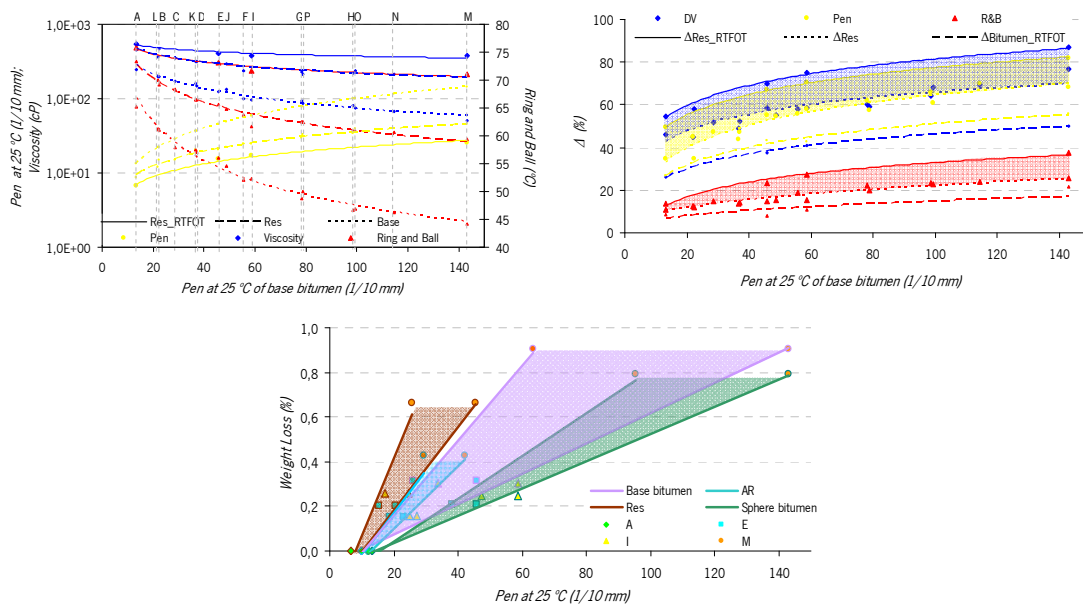 A L B C K D E J F I G P H O N M
1,0E+03
1,0E+02
1,0E+01
1,0E+00
Pen at 25 °C (1/10 mm);
Viscosity (cP)
80
75
70
65
60
55
50
45
40
Ring and Ball (°C)
Res_RTFOT Res Base
Pen Viscosity Ring and Ball
0 20 40 60 80 100 120 140
Pen at 25 °C of base bitumen (1/10 mm)
DV Pen R&B
ΔRes_RTFOT ΔRes ΔBitumen_RTFOT
100
80
60
40
20
0
Δ (%)
0 20 40 60 80 100 120 140
Pen at 25 °C of base bitumen (1/10 mm)
1,0
0,8
0,6
0,4
0,2
0,0
Weight Loss (%)
Base bitumen AR
Res Sphere bitumen
A E
I M
0 20 40 60 80 100 120 140
Pen at 25 °C (1/10 mm)